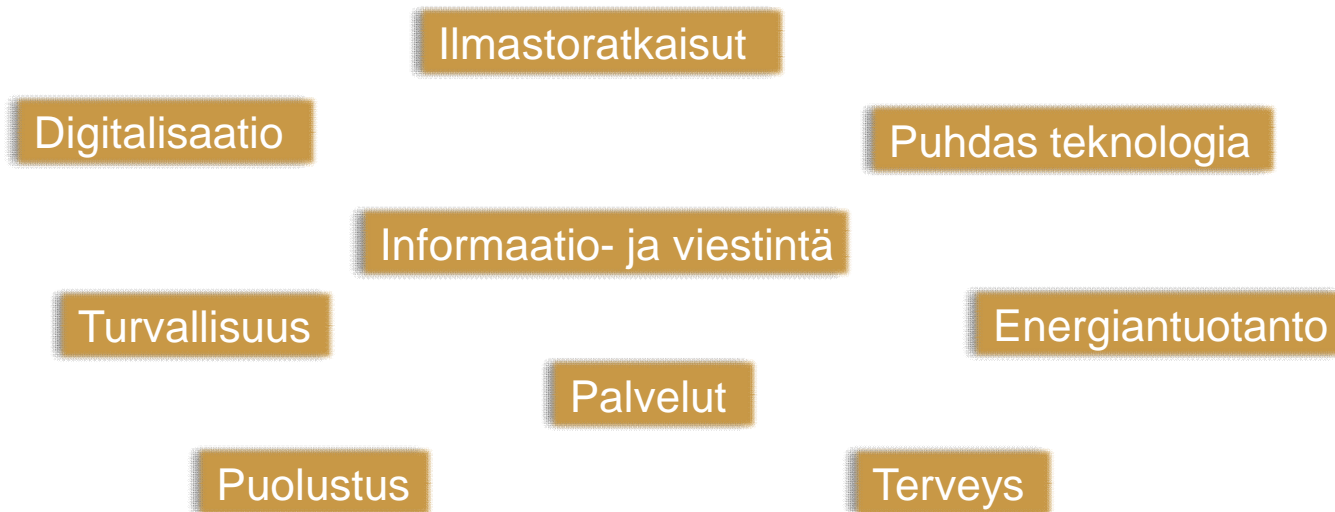 Ilmastoratkaisut
Digitalisaatio
Puhdas teknologia
Informaatio- ja viestintä
Turvallisuus
Energiantuotanto
Palvelut
Puolustus
Terveys